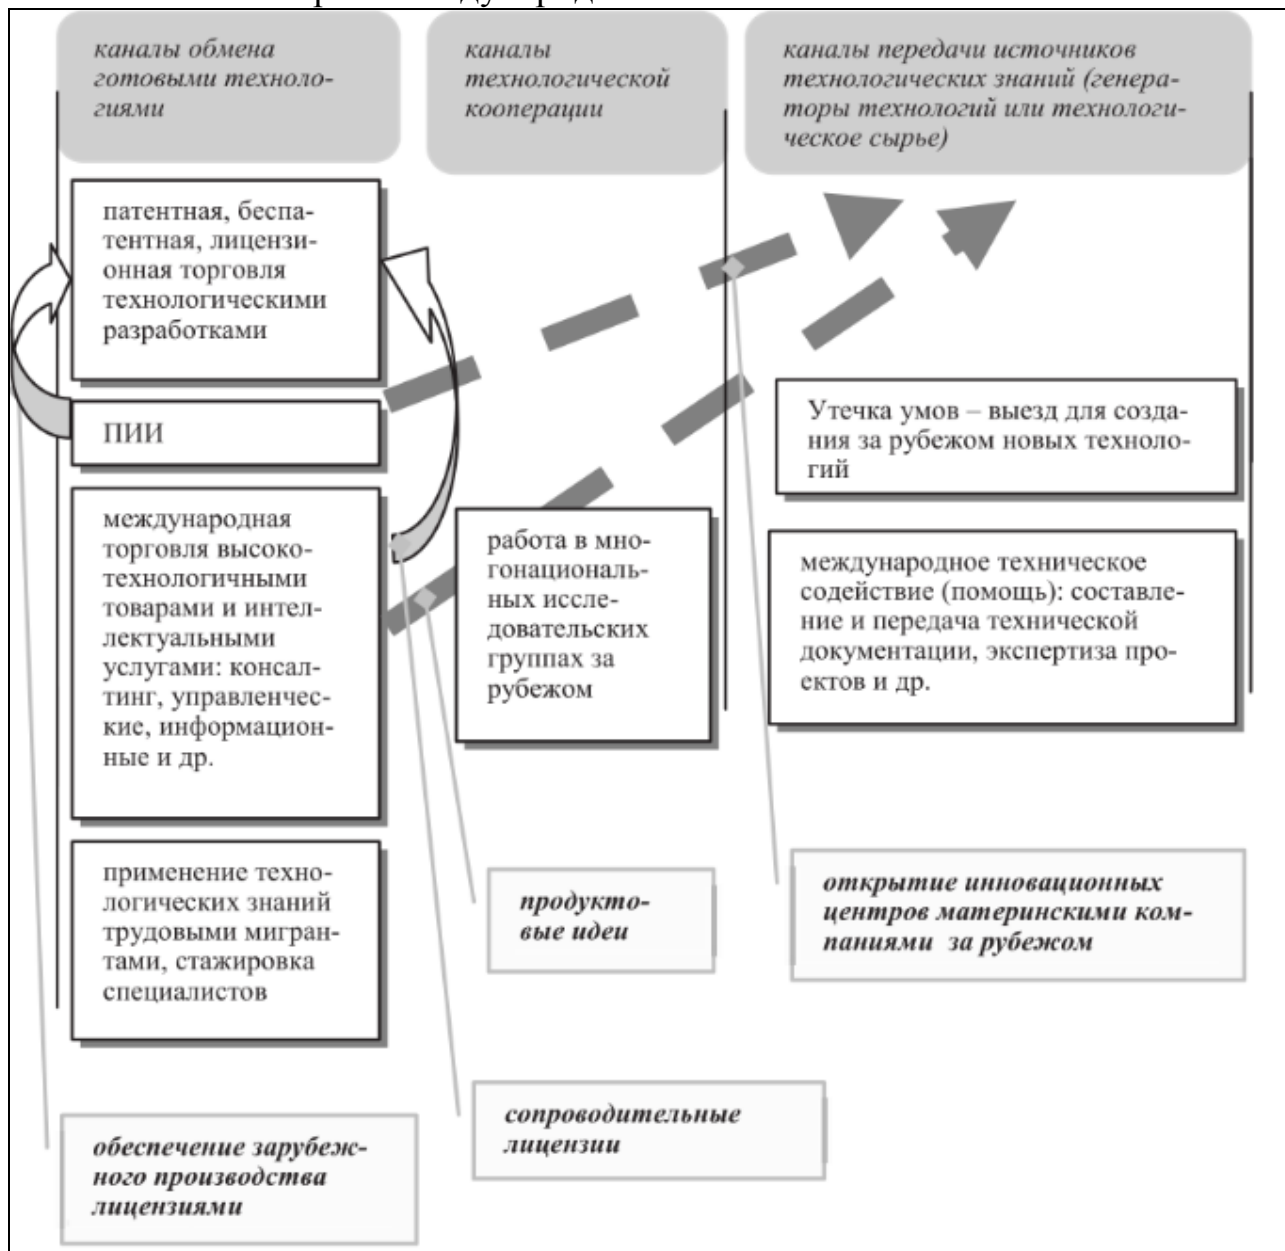 каналы обмена
готовыми техноло-
гиями
каналы
технологической
кооперации
каналы передачи источников
технологических знаний (генера-
торы технологий или технологи-
ческое сырье)
патентная, беспа-
тентная, лицензи-
онная торговля
технологическими
разработками
ПИИ
международная
торговля высоко-
технологичными
товарами и интел-
лектуальными
услугами: консал-
тинг, управленчес-
кие, информацион-
ные и др.
применение техно-
логических знаний
трудовыми мигран-
тами, стажировка
специалистов
работа в мно-
гонациональ-
ных иссле-
довательских
группах за
рубежом
Утечка умов – выезд для созда-
ния за рубежом новых техноло-
гий
международное техническое
содействие (помощь): составле-
ние и передача технической
документации, экспертиза про-
ектов и др.
продукто-
вые идеи
открытие инновационных
центров материнскими ком-
паниями за рубежом
сопроводительные
лицензии
обеспечение зарубеж-
ного производства
лицензиями